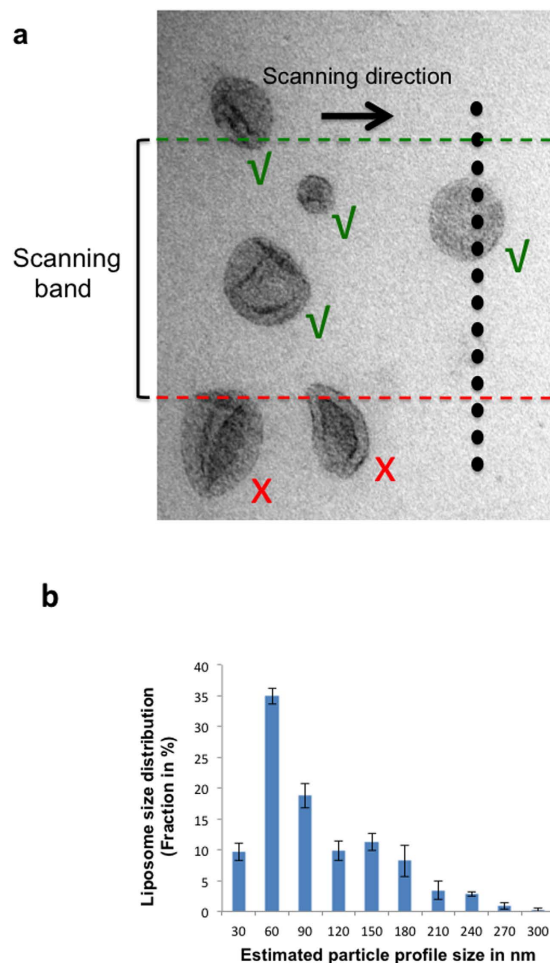 a
Scanning direction
√
√
Scanning
band
√
√
X
X
b
Liposome size distribution
(Fraction in %)
40
35
30
25
20
15
10
5
0
30 60 90 120 150 180 210 240 270 300
Estimated particle profile size in nm